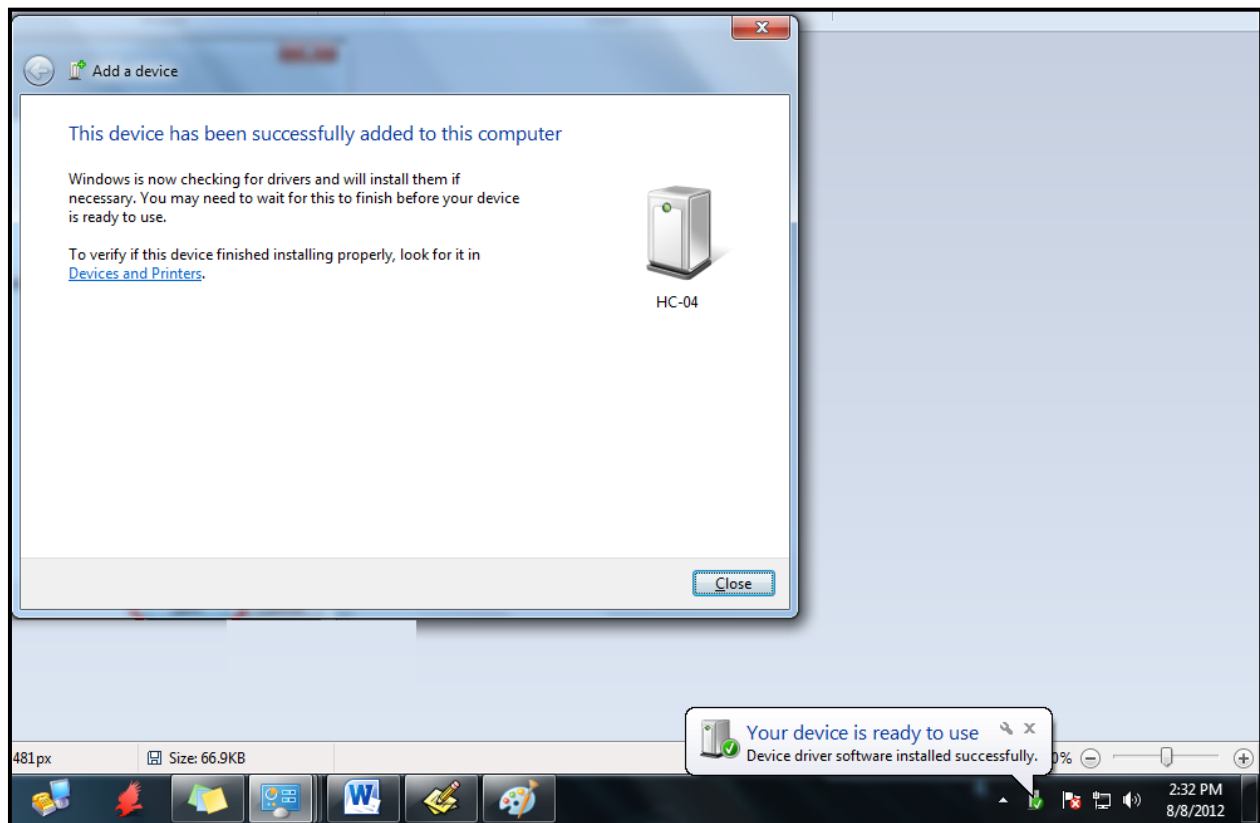 Add a device
This device has been successfully added to this computer
Windows is now checking for drivers and will install them if
necessary. You may need to wait for this to finish before your device
is ready to use.
To verify if this device finished installing properly, look for it in
Devices and Printers.
HC-04
Close
Your device is ready to use
Device driver software installed successfully.
481px
Size: 66.9KB
0%
2:32 PM
8/8/2012